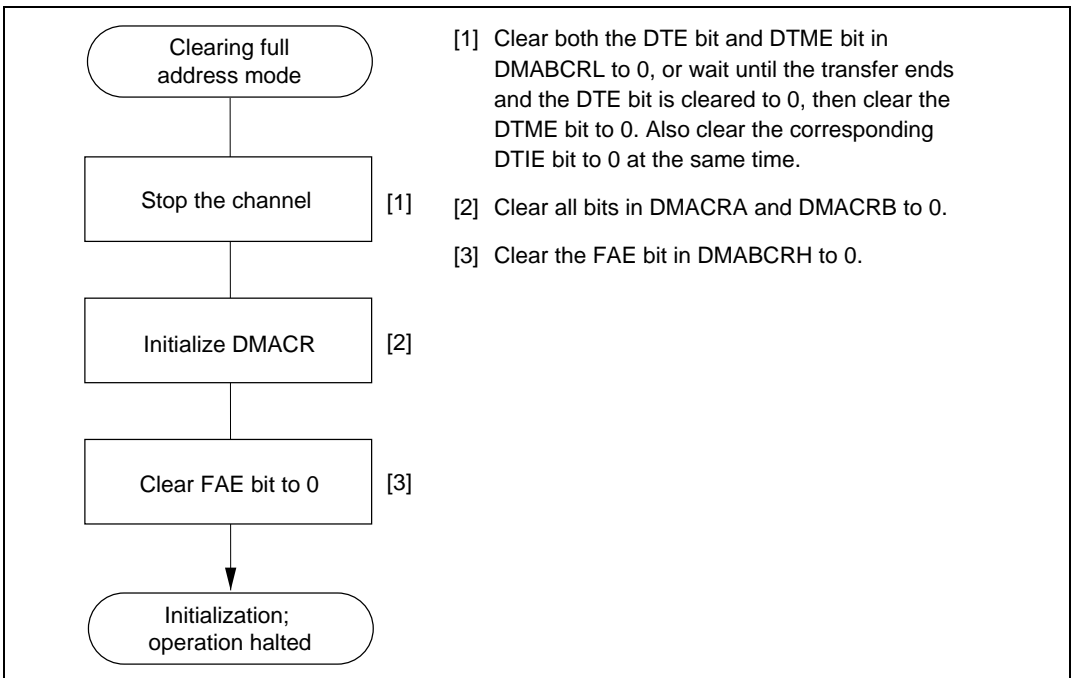 Clearing full
address mode
Stop the channel
[1]
Initialize DMACR
[2]
Clear FAE bit to 0
[3]
Initialization;
operation halted
[1] Clear both the DTE bit and DTME bit in
DMABCRL to 0, or wait until the transfer ends
and the DTE bit is cleared to 0, then clear the
DTME bit to 0. Also clear the corresponding
DTIE bit to 0 at the same time.
[2] Clear all bits in DMACRA and DMACRB to 0.
[3] Clear the FAE bit in DMABCRH to 0.